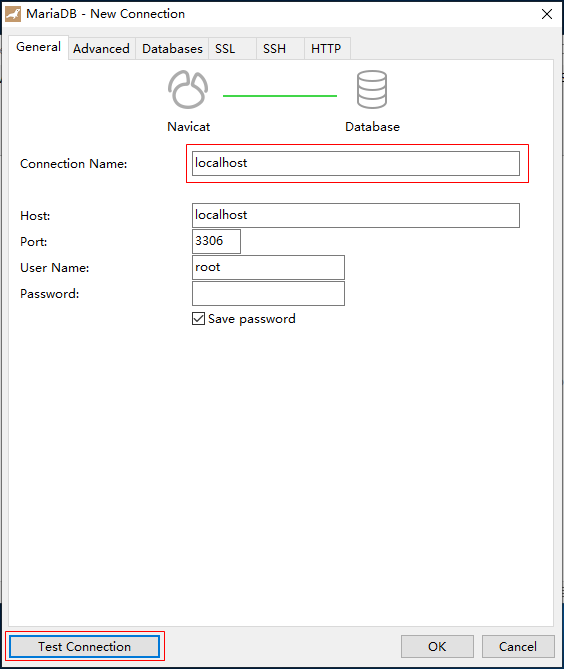 MariaDB - New Connection
General Advanced Databases SSL SSH HTTP
Navicat Database
Connection Name: localhost
Host: localhost
Port: 3306
User Name: root
Password:
Save password
Test Connection OK Cancel